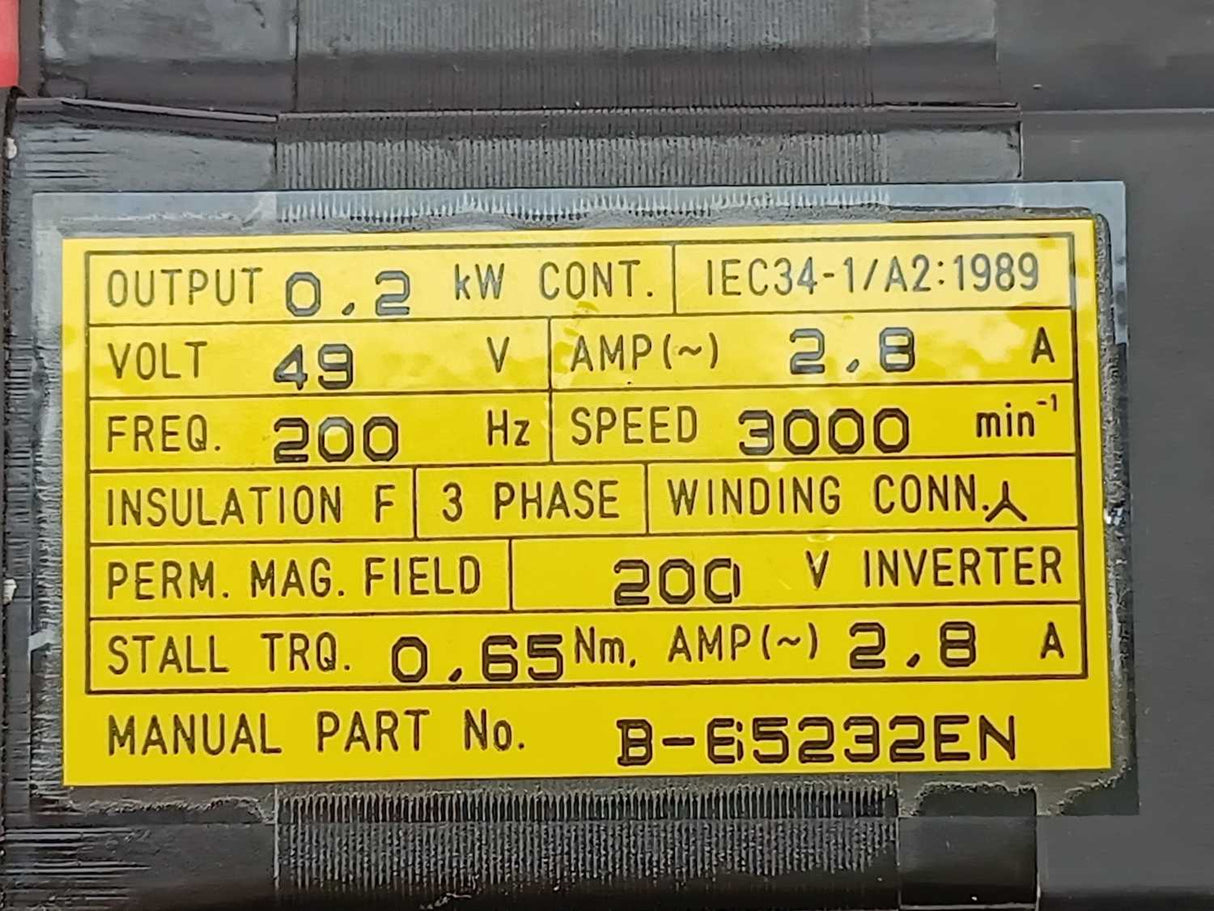 OUTPUT 0.2 kW CONT. IEC34-1/A2:1989
VOLT 49 V AMP(~) 2.8 A
FREQ. 200 Hz SPEED 3000 min⁻¹
INSULATION F 3 PHASE WINDING CONN.
PERM. MAG. FIELD 200 V INVERTER
STALL TRQ. 0.65 Nm. AMP(~) 2.8 A
MANUAL PART No. B-65232EN